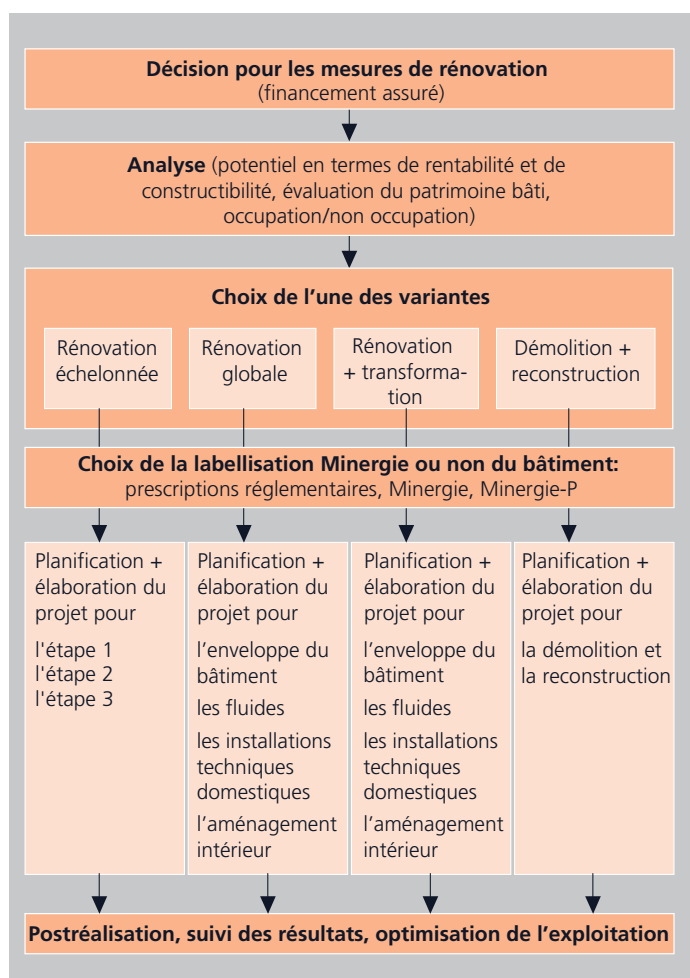 Décision pour les mesures de rénovation
(financement assuré)
Analyse (potentiel en termes de rentabilité et de
constructibilité, évaluation du patrimoine bâti,
occupation/non occupation)
Choix de l’une des variantes
Rénovation
échelonnée
Rénovation
globale
Rénovation
+ transforma-
tion
Démolition +
reconstruction
Choix de la labellisation Minergie ou non du bâtiment:
prescriptions réglementaires, Minergie, Minergie-P
Planification +
élaboration du
projet pour
l'étape 1
l'étape 2
l'étape 3
Planification +
élaboration du
projet pour
l’enveloppe du
bâtiment
les fluides
les installations
techniques
domestiques
l’aménagement
intérieur
Planification +
élaboration du
projet pour
l’enveloppe du
bâtiment
les fluides
les installations
techniques
domestiques
l’aménagement
intérieur
Planification +
élaboration du
projet pour
la démolition et
la reconstruction
Postréalisation, suivi des résultats, optimisation de l’exploitation